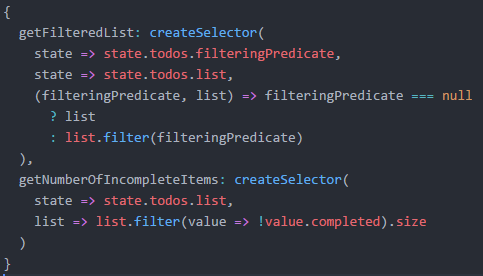 {
  getFilteredList: createSelector(
    state => state.todos.filteringPredicate,
    state => state.todos.list,
    (filteringPredicate, list) => filteringPredicate === null
      ? list
      : list.filter(filteringPredicate)
  ),
  getNumberOfIncompleteItems: createSelector(
    state => state.todos.list,
    list => list.filter(value => !value.completed).size
  )
}